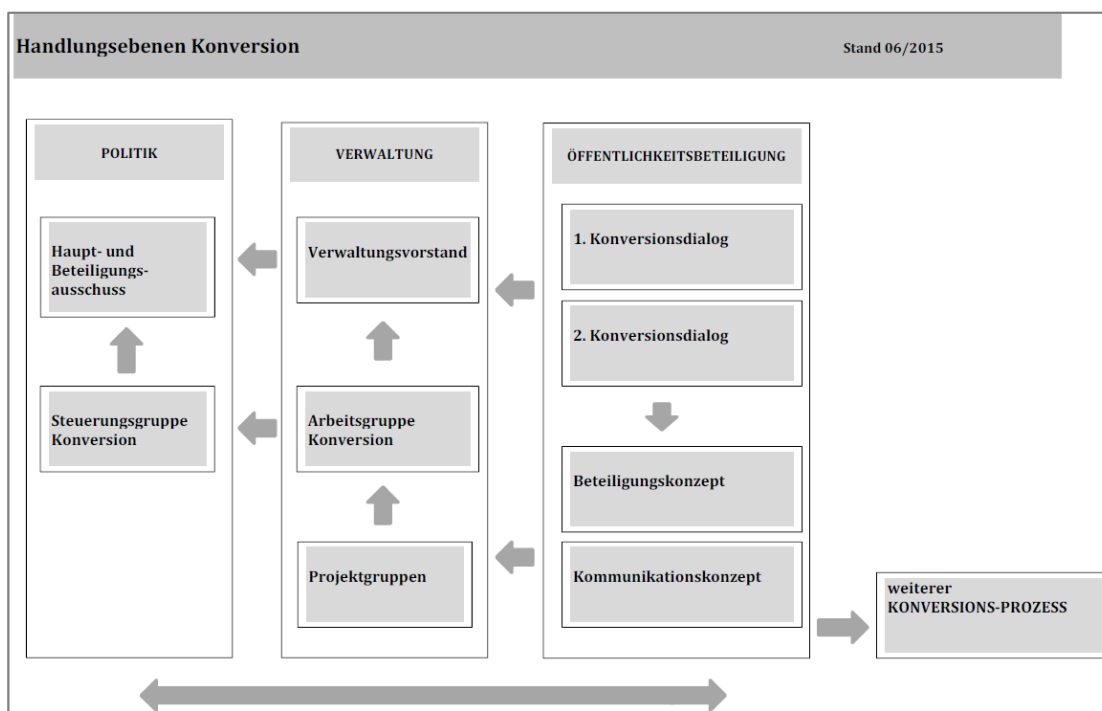 Handlungsebenen Konversion
Stand 06/2015
POLITIK
Haupt- und
Beteiligungs-
ausschuss
Steuerungsgruppe
Konversion
VERWALTUNG
Verwaltungsvorstand
Arbeitsgruppe
Konversion
Projektgruppen
ÖFFENTLICHKEITSBETEILIGUNG
1. Konversionsdialog
2. Konversionsdialog
Beteiligungskonzept
Kommunikationskonzept
weiterer
KONVERSIONS-PROZESS